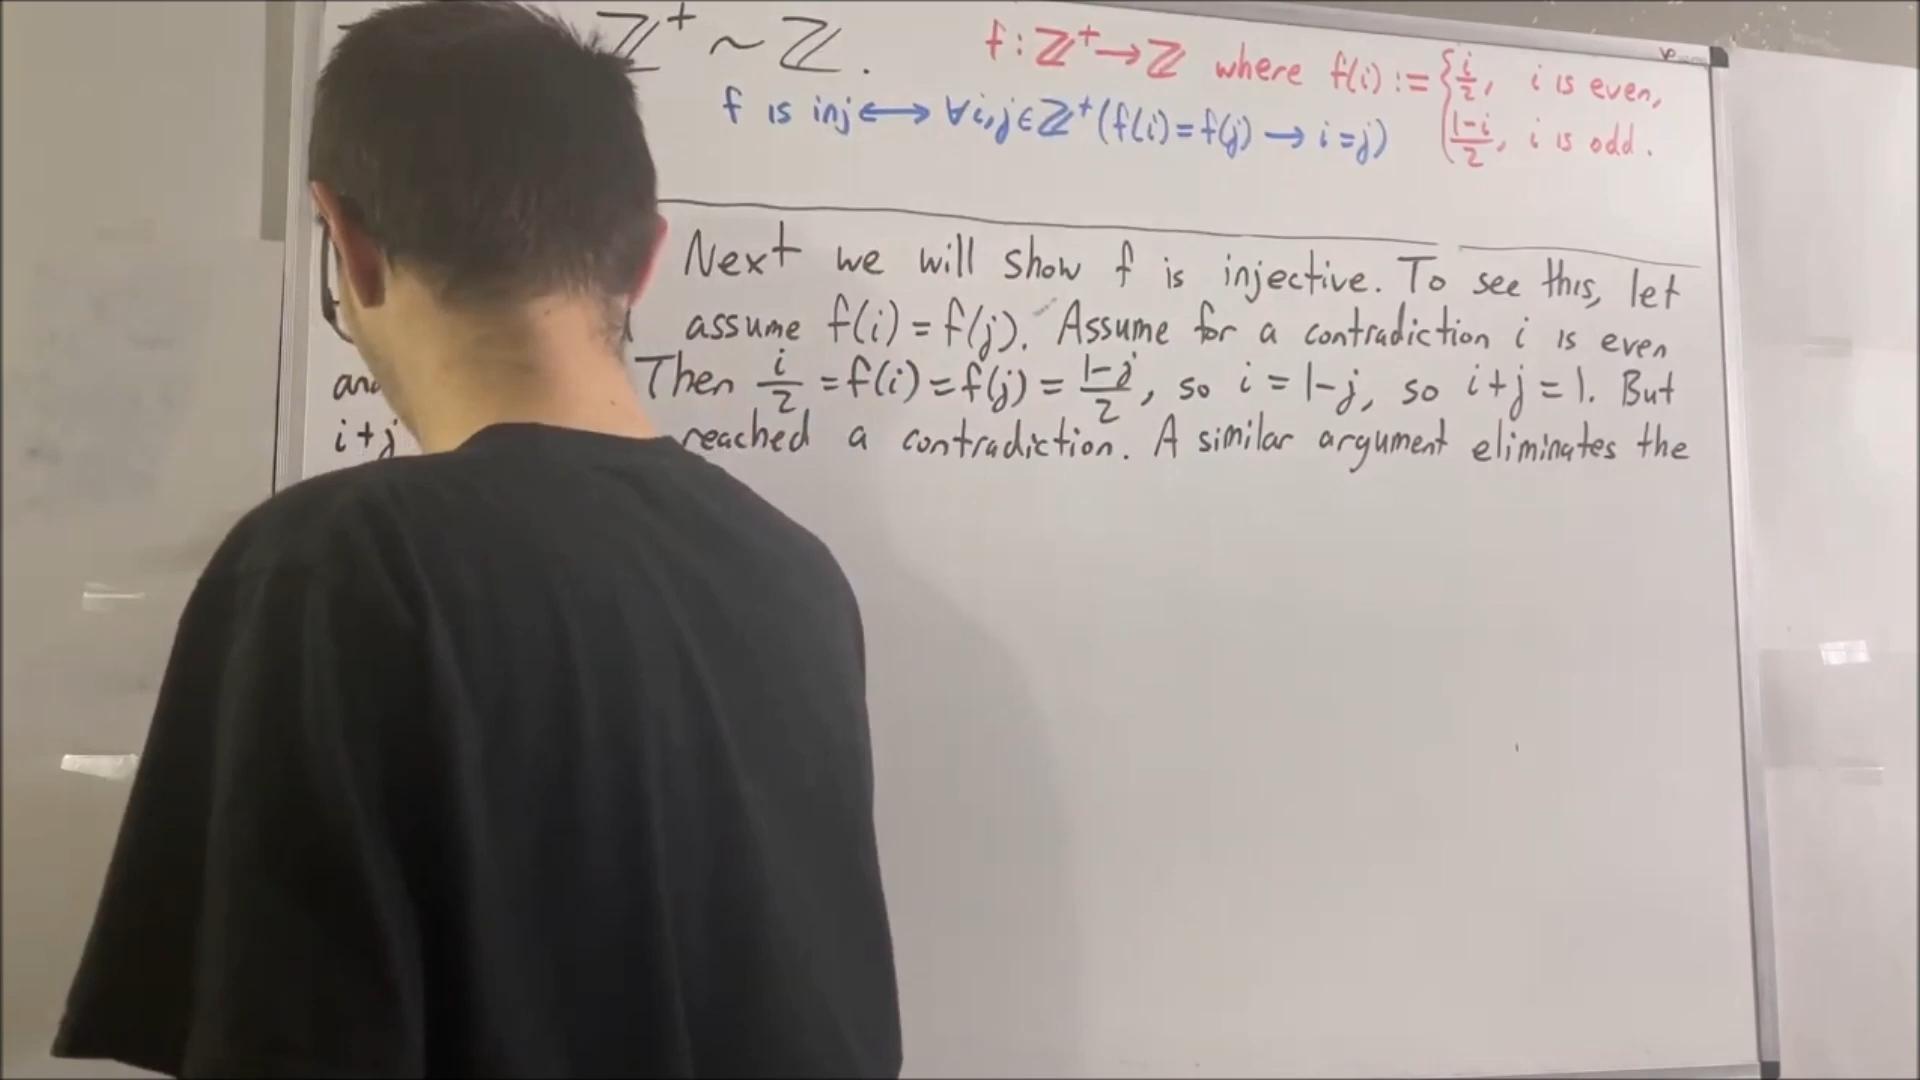 ℤ⁺ ~ ℤ.
f : ℤ⁺ → ℤ where f(i) := { i/2, i is even,
(1-i)/2, i is odd.
f is inj ⟷ ∀i,j∈ℤ⁺(f(i)=f(j) → i=j)
Next we will show f is injective. To see this, let
assume f(i) = f(j). Assume for a contradiction i is even
and Then i/2 = f(i) = f(j) = (1-j)/2, so i = 1-j, so i+j = 1. But
i+j reached a contradiction. A similar argument eliminates the